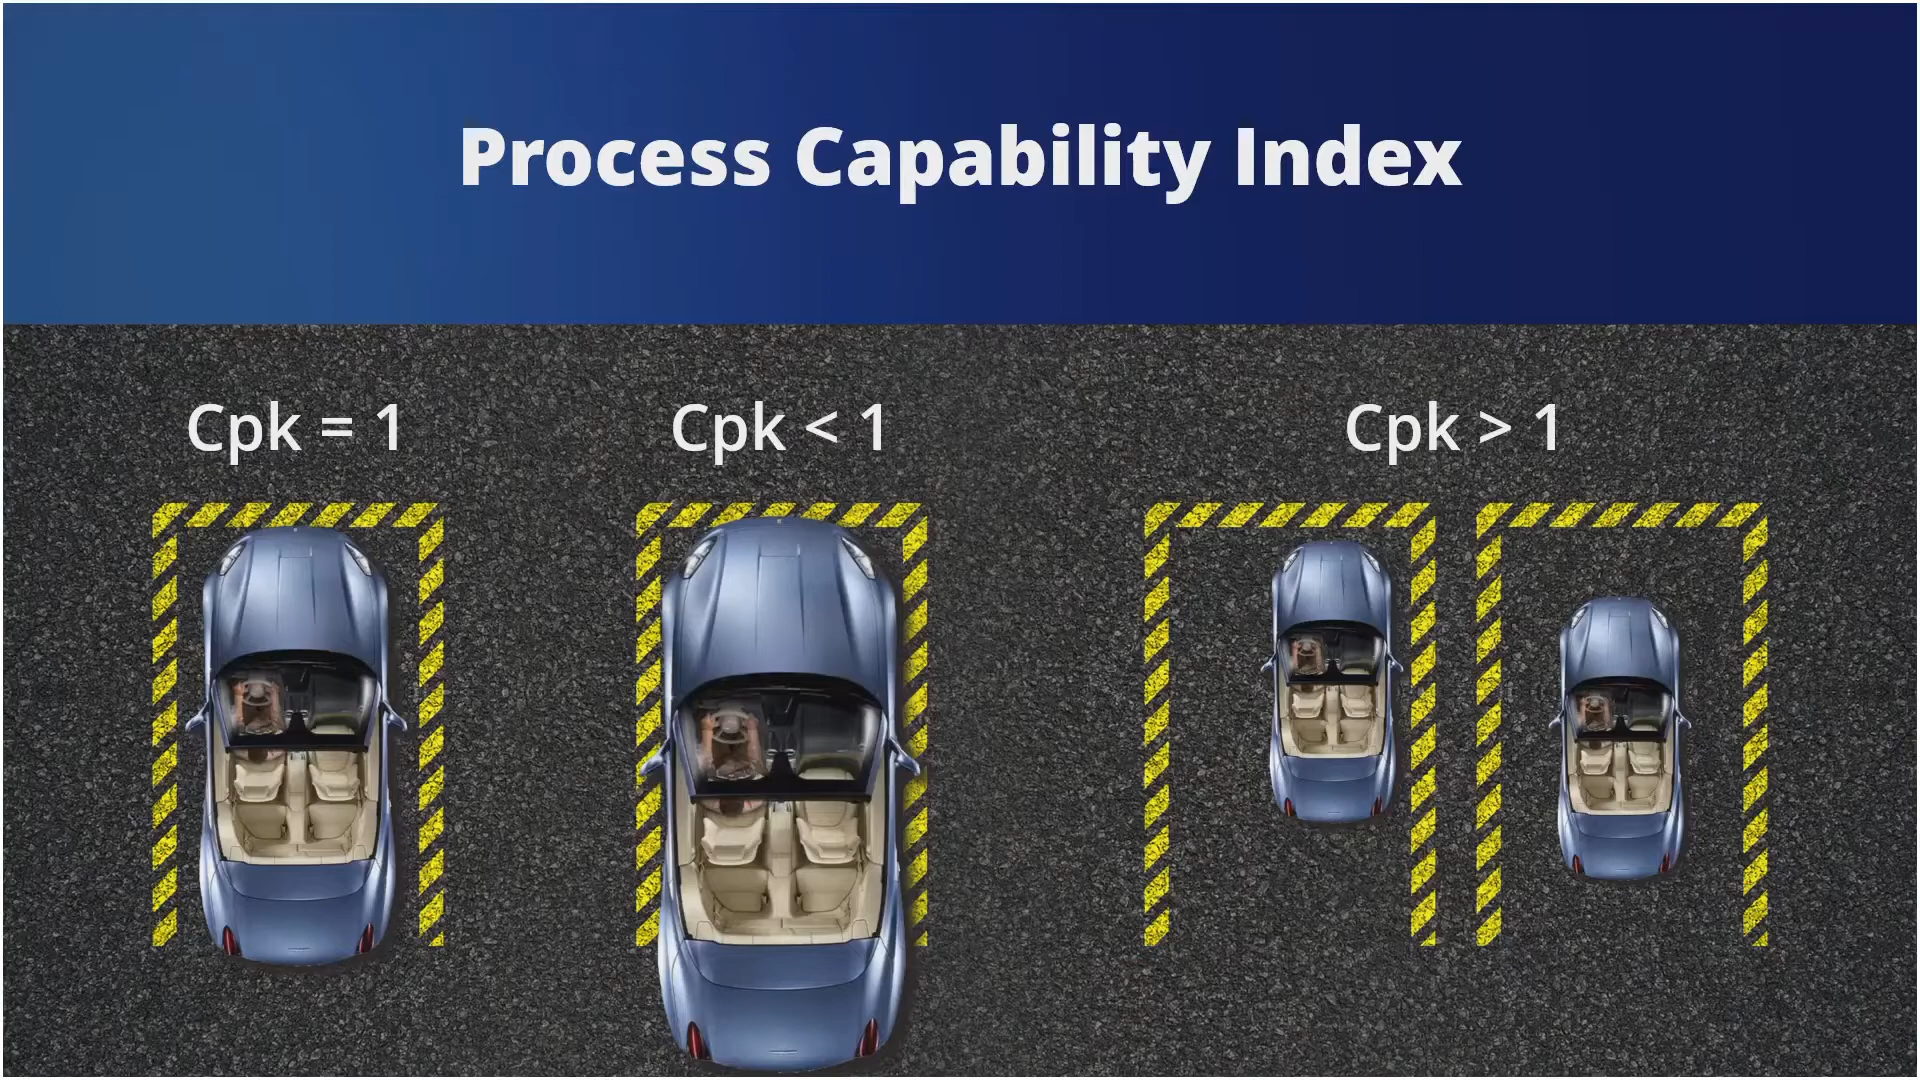 Process Capability Index
Cpk = 1
Cpk < 1
Cpk > 1